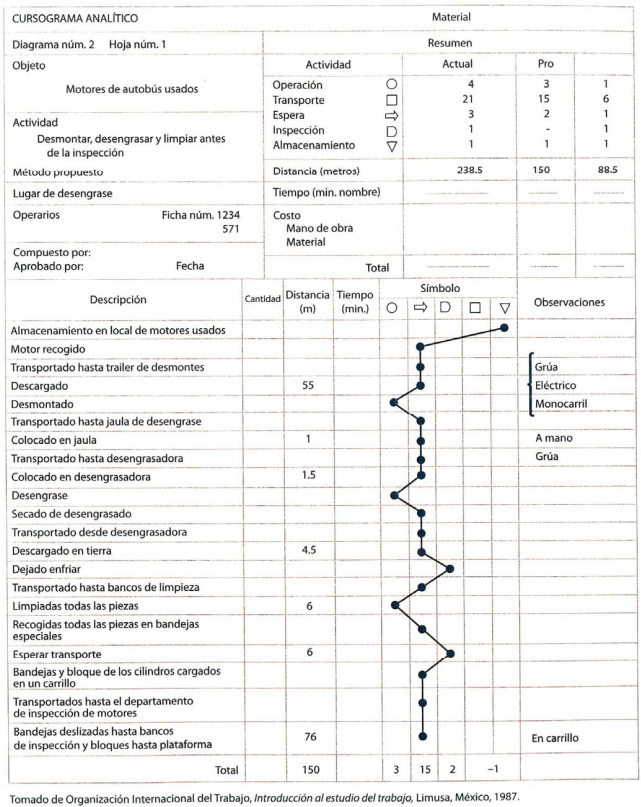 CURSOGRAMA ANALÍTICO Material
Diagrama núm. 2 Hoja núm. 1 Resumen
Objeto Actividad Actual Pro
Motores de autobús usados
Operación 4 3 1
Transporte 21 15 6
Espera 3 2 1
Inspección 1 - 1
Almacenamiento 1 1 1
Actividad
Desmontar, desengrasar y limpiar antes
de la inspección
Método propuesto Distancia (metros) 238.5 150 88.5
Lugar de desengrase Tiempo (min. nombre)
Operarios Ficha núm. 1234
571
Costo
Mano de obra
Material
Compuesto por:
Aprobado por: Fecha Total
Descripción Cantidad Distancia (m) Tiempo (min.) Símbolo Observaciones
Almacenamiento en local de motores usados
Motor recogido
Transportado hasta trailer de desmontes Grúa
Descargado 55 Eléctrico
Desmontado Monocarril
Transportado hasta jaula de desengrase
Colocado en jaula 1 A mano
Transportado hasta desengrasadora Grúa
Colocado en desengrasadora 1.5
Desengrase
Secado de desengrasado
Transportado desde desengrasadora
Descargado en tierra 4.5
Dejado enfriar
Transportado hasta bancos de limpieza
Limpiadas todas las piezas 6
Recogidas todas las piezas en bandejas
especiales
Esperar transporte 6
Bandejas y bloque de los cilindros cargados
en un carrillo
Transportados hasta el departamento
de inspección de motores
Bandejas deslizadas hasta bancos
de inspección y bloques hasta plataforma 76 En carrillo
Total 150 3 15 2 –1
Tomado de Organización Internacional del Trabajo, Introducción al estudio del trabajo, Limusa, México, 1987.